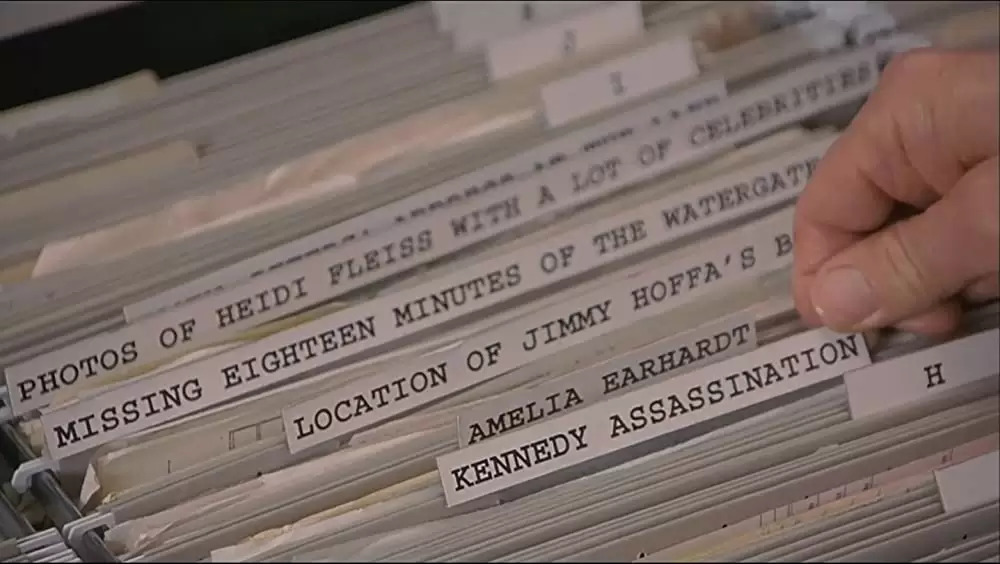 J
I
PHOTOS OF HEIDI FLEISS WITH A LOT OF CELEBRITIES
MISSING EIGHTEEN MINUTES OF THE WATERGATE
LOCATION OF JIMMY HOFFA'S B
AMELIA EARHARDT
KENNEDY ASSASSINATION
H